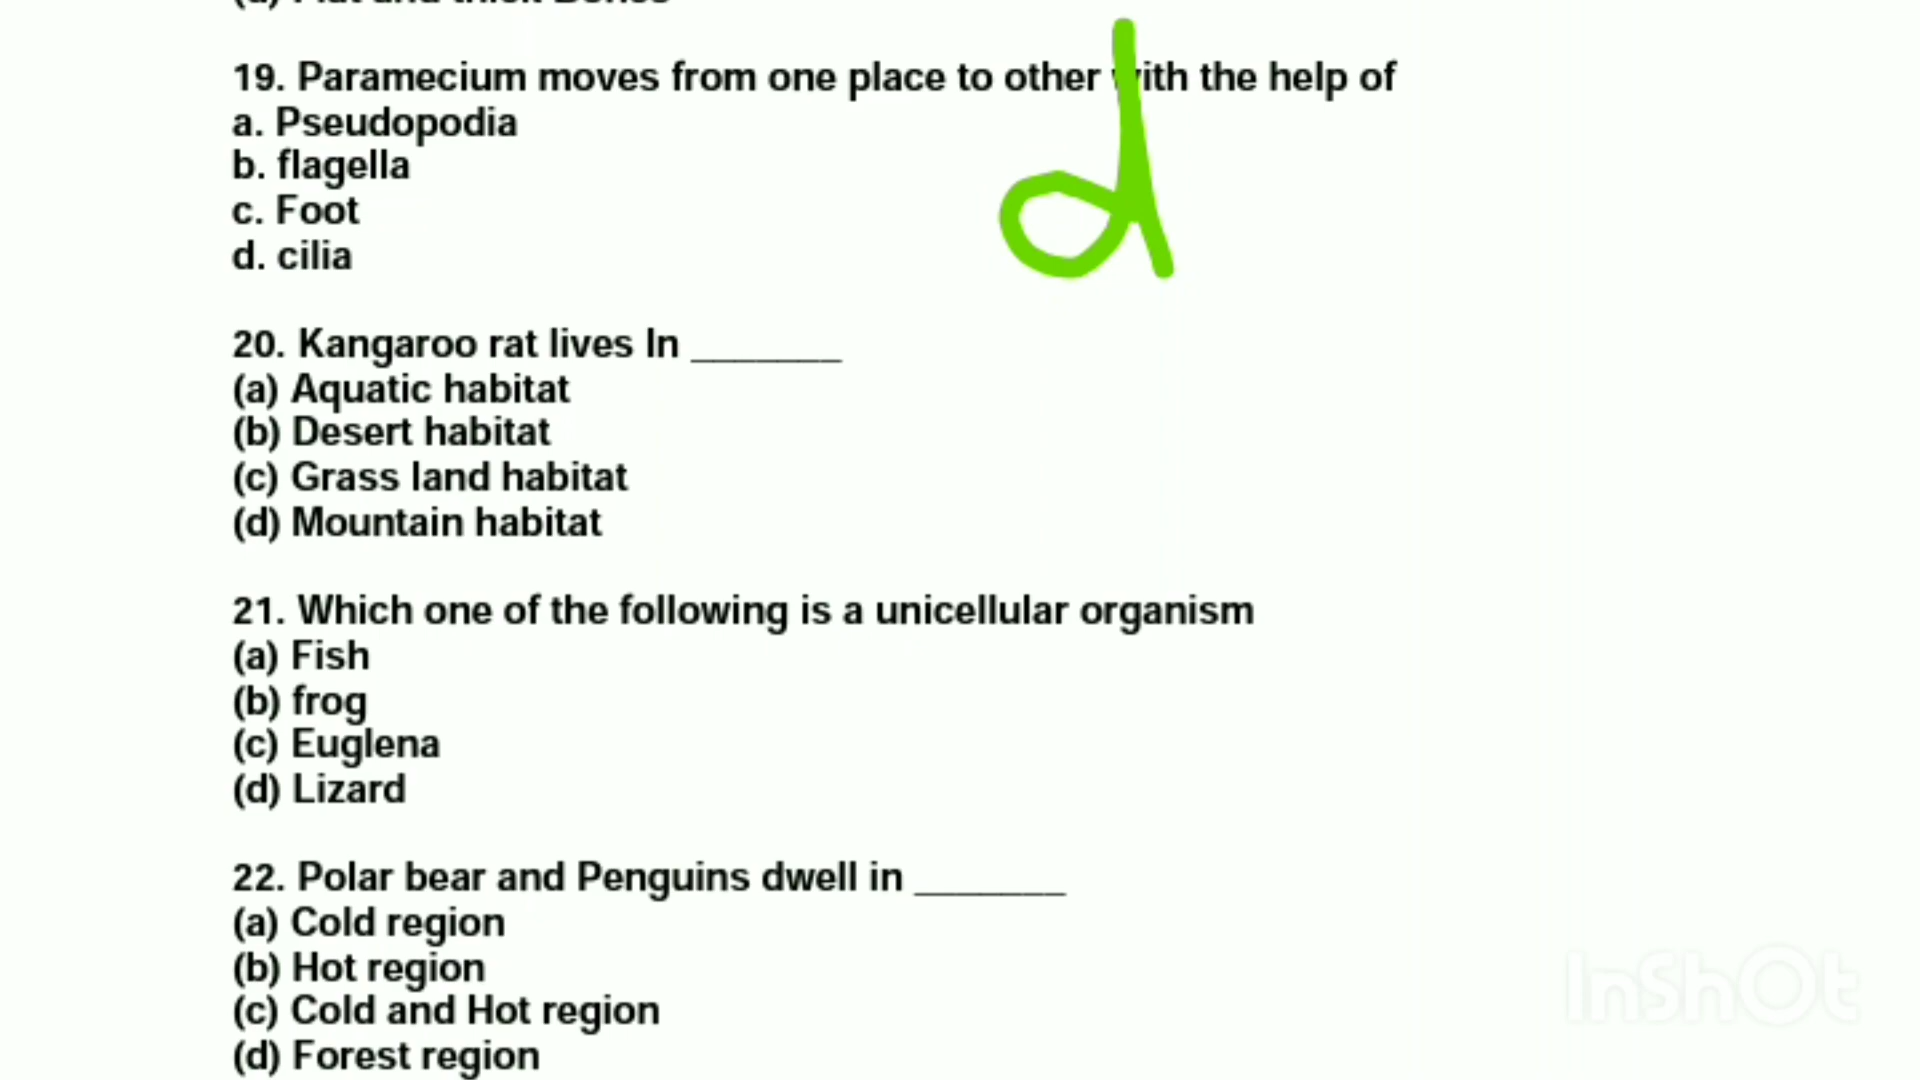 19. Paramecium moves from one place to other with the help of
a. Pseudopodia
b. flagella
c. Foot
d. cilia
d
20. Kangaroo rat lives In _______
(a) Aquatic habitat
(b) Desert habitat
(c) Grass land habitat
(d) Mountain habitat
21. Which one of the following is a unicellular organism
(a) Fish
(b) frog
(c) Euglena
(d) Lizard
22. Polar bear and Penguins dwell in _______
(a) Cold region
(b) Hot region
(c) Cold and Hot region
(d) Forest region
InShOt